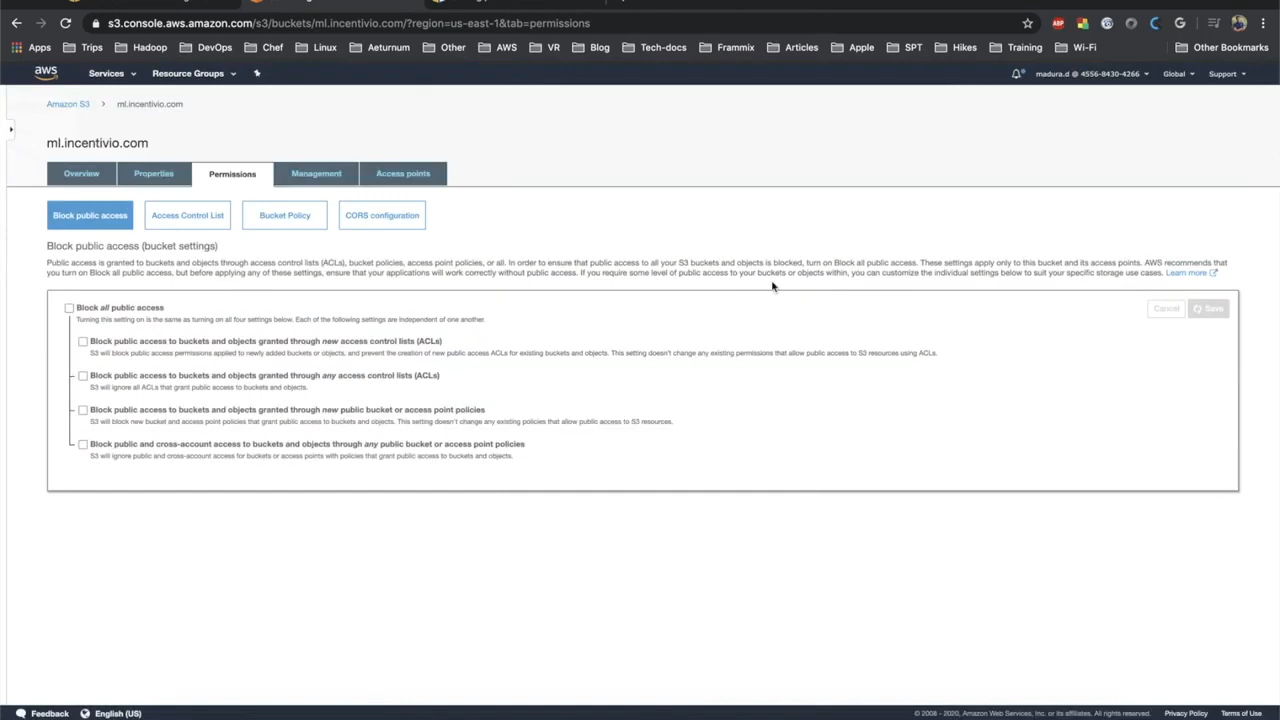 s3.console.aws.amazon.com/s3/buckets/ml.incentivio.com/?region=us-east-1&tab=permissions
ABP
G
Apps Trips Hadoop DevOps Chef Linux Aeturnum Other AWS VR Blog Tech-docs Frammix Articles Apple SPT Hikes Training Wi-Fi Other Bookmarks
aws Services Resource Groups madura.d @ 4556-8430-4266 Global Support
Amazon S3 > ml.incentivio.com
ml.incentivio.com
Overview Properties Permissions Management Access points
Block public access Access Control List Bucket Policy CORS configuration
Block public access (bucket settings)
Public access is granted to buckets and objects through access control lists (ACLs), bucket policies, access point policies, or all. In order to ensure that public access to all your S3 buckets and objects is blocked, turn on Block all public access. These settings apply only to this bucket and its access points. AWS recommends that
you turn on Block all public access, but before applying any of these settings, ensure that your applications will work correctly without public access. If you require some level of public access to your buckets or objects within, you can customize the individual settings below to suit your specific storage use cases. Learn more
Block all public access Cancel Save
Turning this setting on is the same as turning on all four settings below. Each of the following settings are independent of one another.
Block public access to buckets and objects granted through new access control lists (ACLs)
S3 will block public access permissions applied to newly added buckets or objects, and prevent the creation of new public access ACLs for existing buckets and objects. This setting doesn't change any existing permissions that allow public access to S3 resources using ACLs.
Block public access to buckets and objects granted through any access control lists (ACLs)
S3 will ignore all ACLs that grant public access to buckets and objects.
Block public access to buckets and objects granted through new public bucket or access point policies
S3 will block new bucket and access point policies that grant public access to buckets and objects. This setting doesn't change any existing policies that allow public access to S3 resources.
Block public and cross-account access to buckets and objects through any public bucket or access point policies
S3 will ignore public and cross-account access for buckets or access points with policies that grant public access to buckets and objects.
Feedback English (US) © 2008 - 2020, Amazon Web Services, Inc. or its affiliates. All rights reserved. Privacy Policy Terms of Use